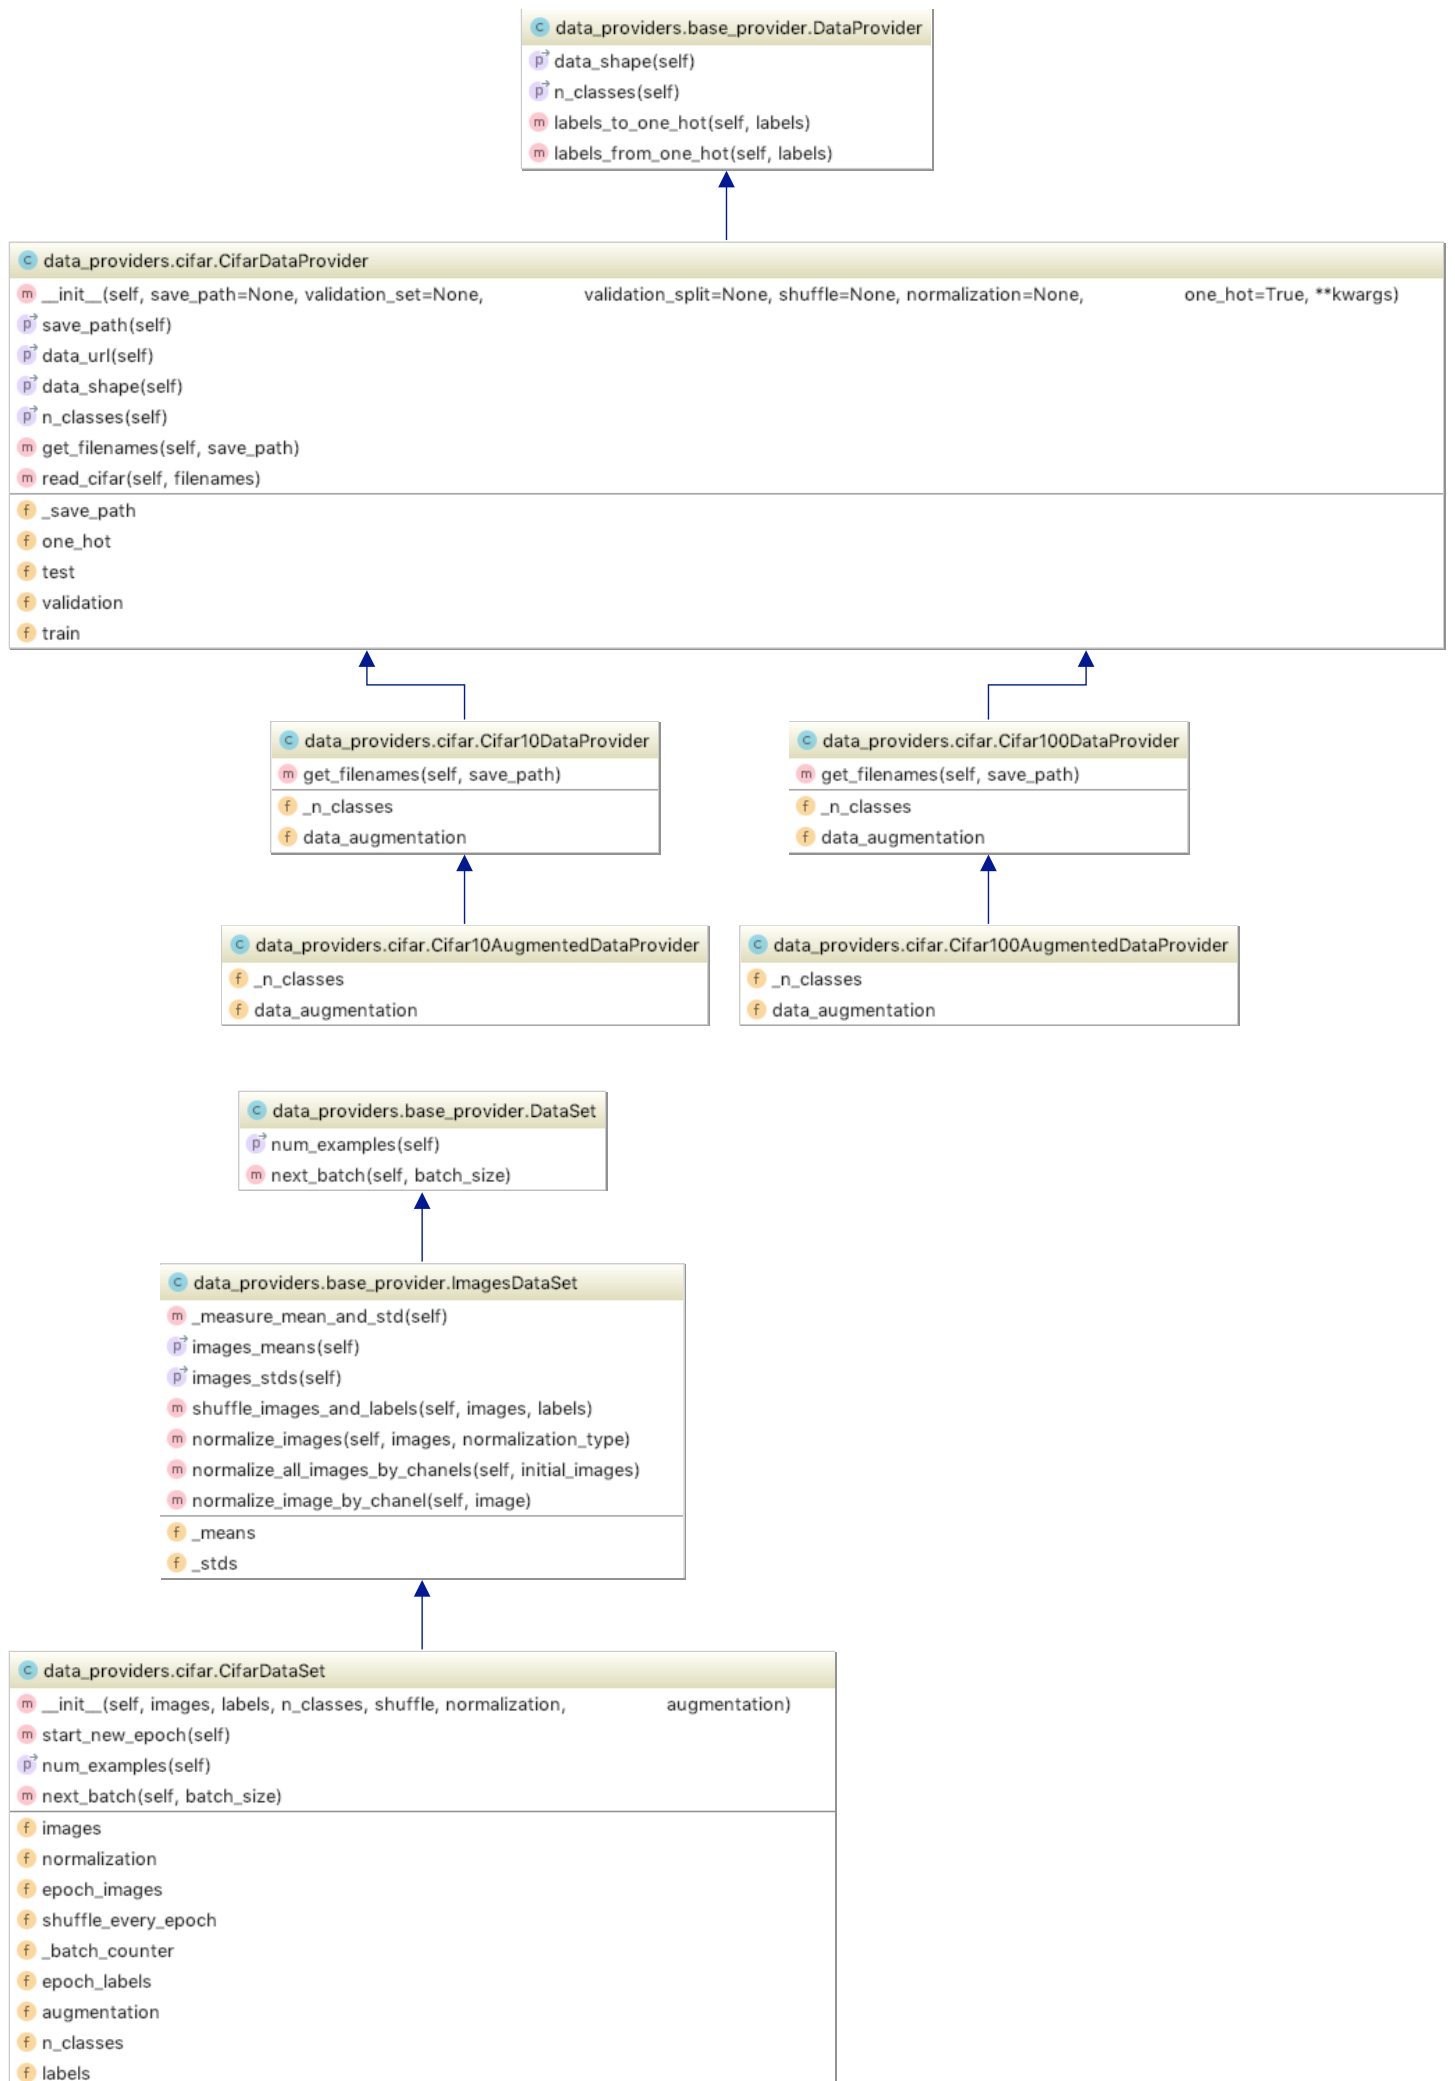 data_providers.base_provider.DataProvider
data_shape(self)
n_classes(self)
labels_to_one_hot(self, labels)
labels_from_one_hot(self, labels)
data_providers.cifar.CifarDataProvider
__init__(self, save_path=None, validation_set=None, validation_split=None, shuffle=None, normalization=None, one_hot=True, **kwargs)
save_path(self)
data_url(self)
data_shape(self)
n_classes(self)
get_filenames(self, save_path)
read_cifar(self, filenames)
_save_path
one_hot
test
validation
train
data_providers.cifar.Cifar10DataProvider
get_filenames(self, save_path)
_n_classes
data_augmentation
data_providers.cifar.Cifar100DataProvider
get_filenames(self, save_path)
_n_classes
data_augmentation
data_providers.cifar.Cifar10AugmentedDataProvider
_n_classes
data_augmentation
data_providers.cifar.Cifar100AugmentedDataProvider
_n_classes
data_augmentation
data_providers.base_provider.DataSet
num_examples(self)
next_batch(self, batch_size)
data_providers.base_provider.ImagesDataSet
_measure_mean_and_std(self)
images_means(self)
images_stds(self)
shuffle_images_and_labels(self, images, labels)
normalize_images(self, images, normalization_type)
normalize_all_images_by_chanels(self, initial_images)
normalize_image_by_chanel(self, image)
_means
_stds
data_providers.cifar.CifarDataSet
__init__(self, images, labels, n_classes, shuffle, normalization, augmentation)
start_new_epoch(self)
num_examples(self)
next_batch(self, batch_size)
images
normalization
epoch_images
shuffle_every_epoch
_batch_counter
epoch_labels
augmentation
n_classes
labels